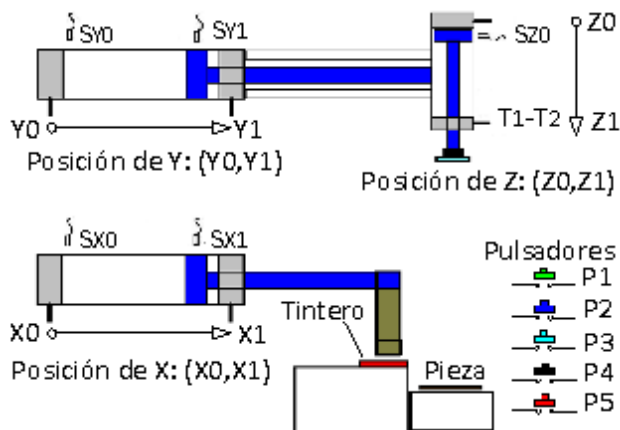 SY0
SY1
SZ0
Z0
T1-T2
Z1
Y0
Y1
Posición de Y: (Y0,Y1)
Posición de Z: (Z0,Z1)
SX0
SX1
Pulsadores
P1
P2
P3
P4
P5
Tintero
X0
X1
Posición de X: (X0,X1)
Pieza